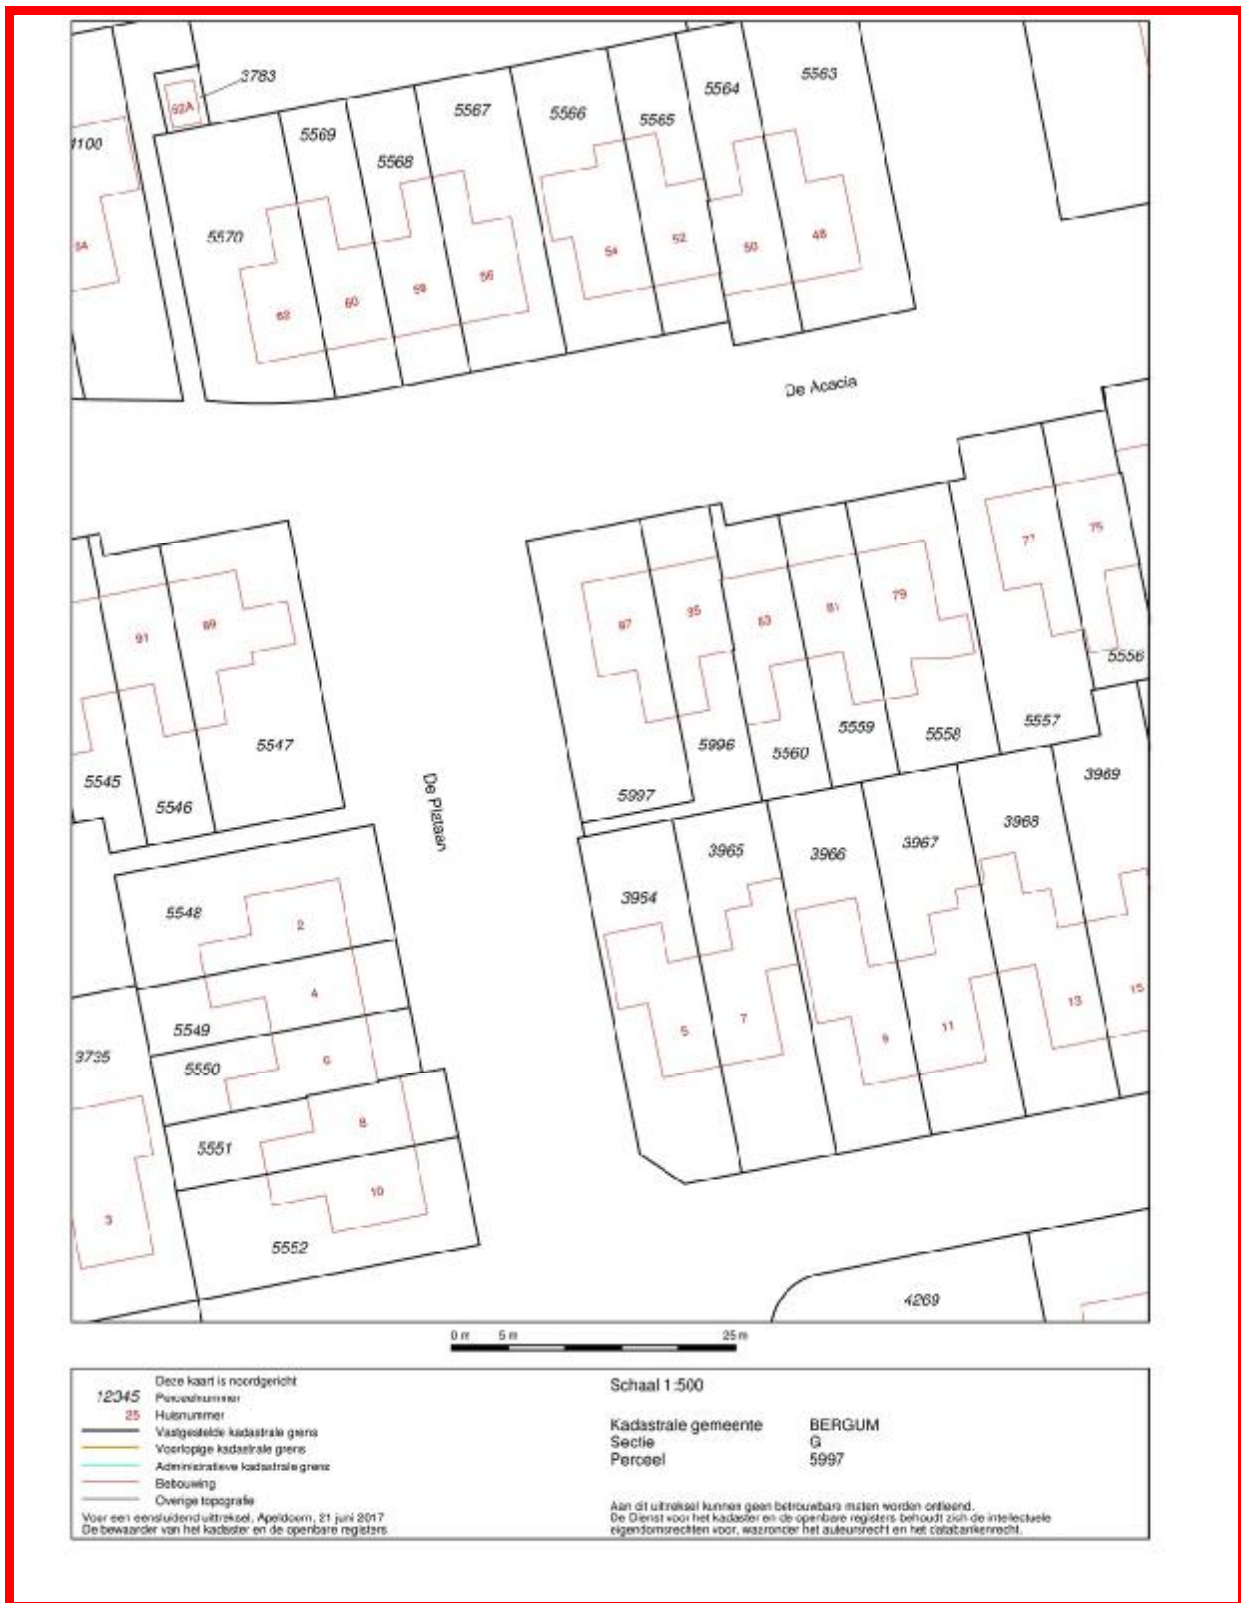 3783
92A
5563
5564
5567
5566
5565
5569
5568
5570
54
52
50
48
56
58
60
62
De Acacia
77
75
91
89
87
85
83
81
79
5556
5547
5996
5560
5559
5558
5557
5545
5546
5997
De Plataan
3969
3965
3966
3967
3968
5548
2
4
5549
5550
6
3735
5551
8
10
3
5552
5
7
9
11
13
15
4269
0 m 5 m 25 m
Deze kaart is noordgericht
12345 Perceelnummer
25 Huisnummer
Vastgestelde kadastrale grens
Voorlopige kadastrale grens
Administratieve kadastrale grens
Bebouwing
Overige topografie
Voor een eensluidend uittreksel, Apeldoorn, 21 juni 2017
De bewaarder van het kadaster en de openbare registers
Schaal 1:500
Kadastrale gemeente BERGUM
Sectie G
Perceel 5997
Aan dit uittreksel kunnen geen betrouwbare maten worden ontleend.
De Dienst voor het kadaster en de openbare registers behoudt zich de intellectuele
eigendomsrechten voor, waaronder het auteursrecht en het databankenrecht.